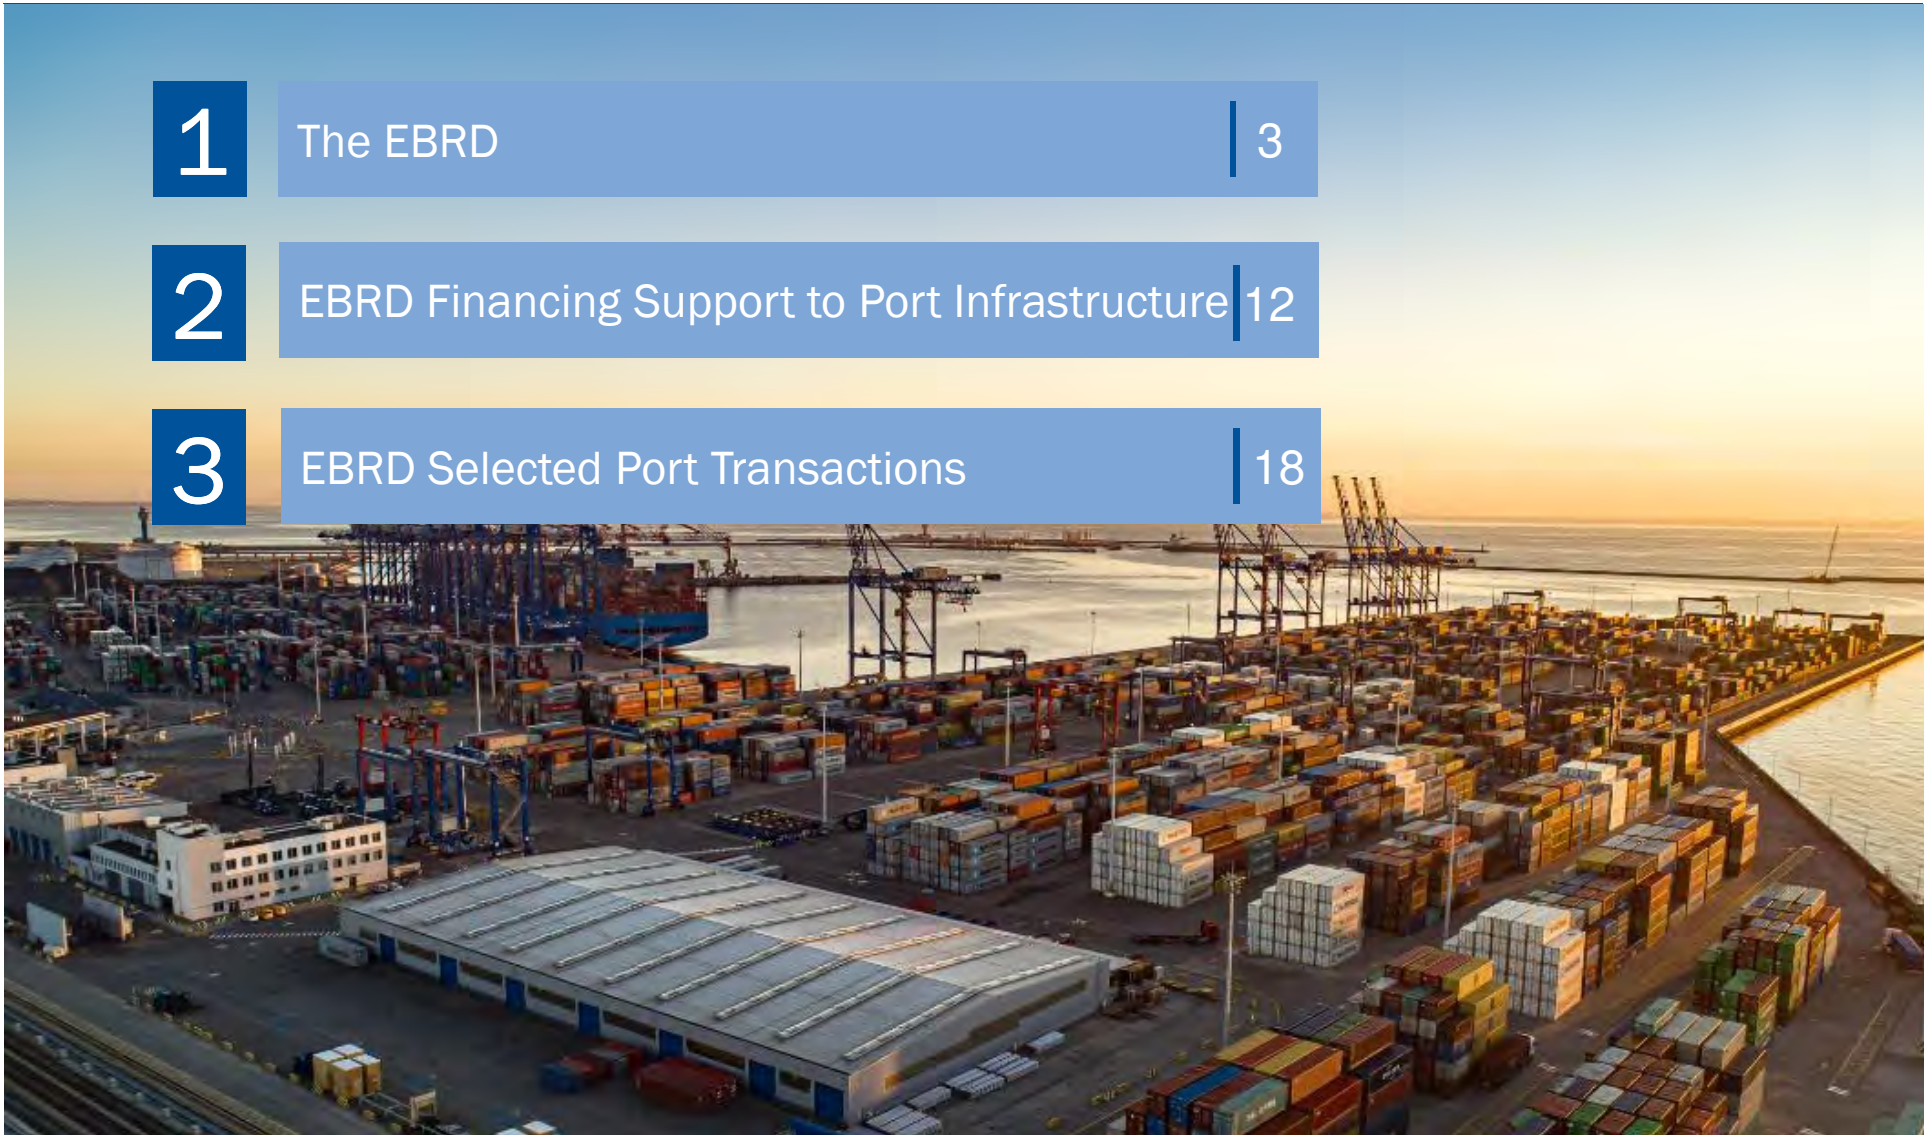 1 The EBRD 3
2 EBRD Financing Support to Port Infrastructure 12
3 EBRD Selected Port Transactions 18